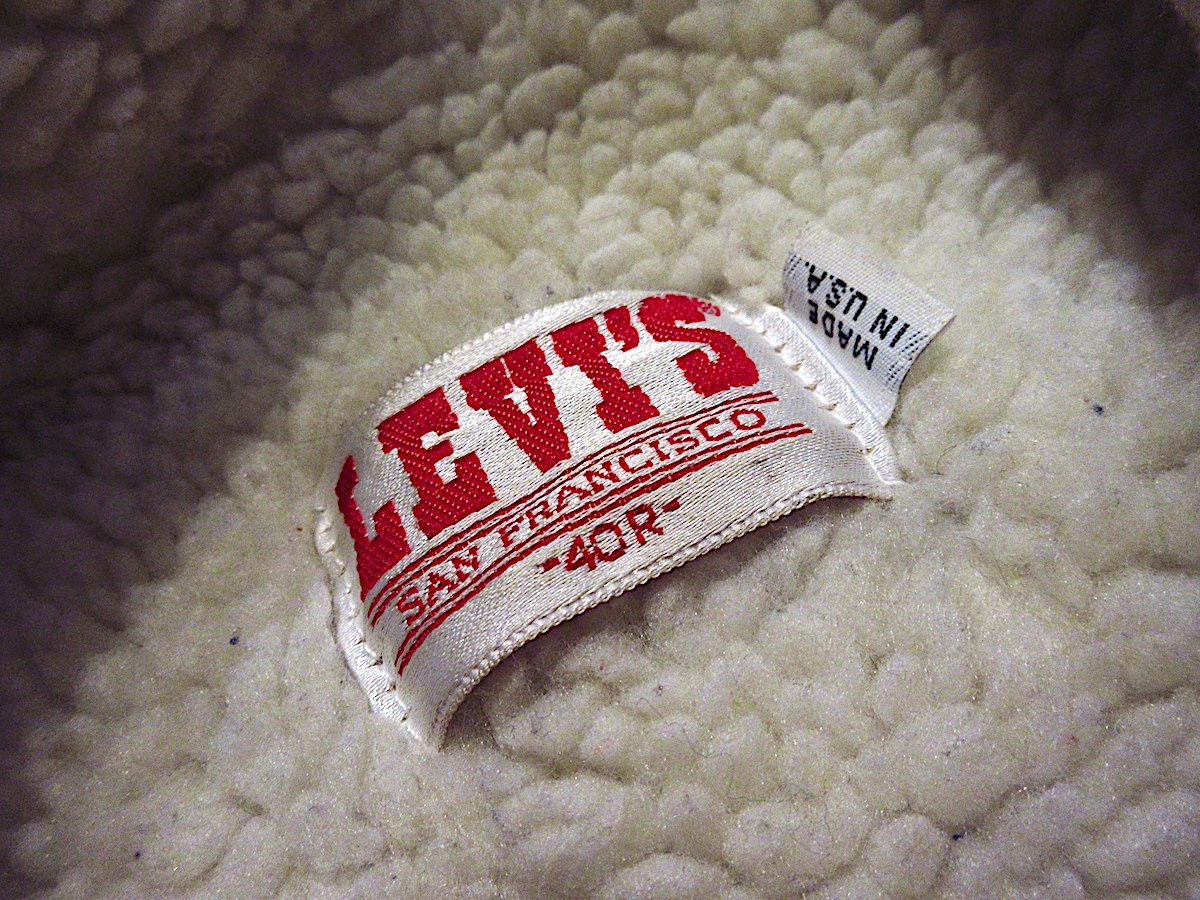 LEVI'S®
SAN FRANCISCO
-40R-
MADE
IN U.S.A.